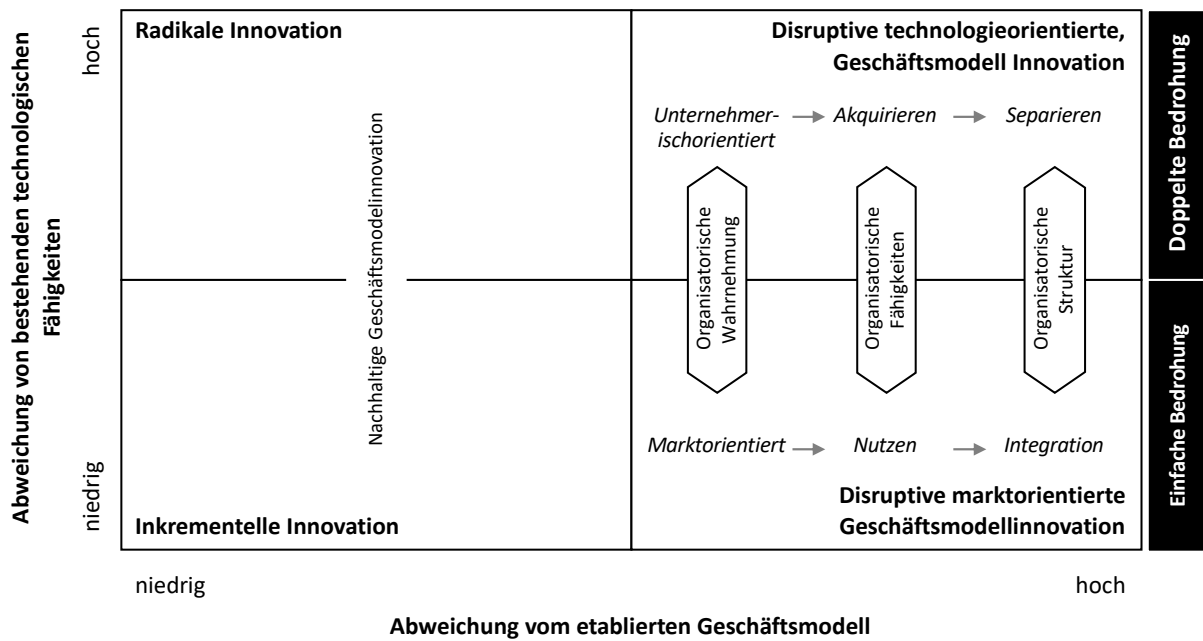 Abweichung von bestehenden technologischen
Fähigkeiten
hoch
niedrig
Radikale Innovation
Disruptive technologieorientierte,
Geschäftsmodell Innovation
Unternehmer-
ischorientiert
Akquirieren
Separieren
Nachhaltige Geschäftsmodelinnovation
Organisatorische
Wahrnehmung
Organisatorische
Fähigkeiten
Organisatorische
Struktur
Marktorientiert
Nutzen
Integration
Inkrementelle Innovation
Disruptive marktorientierte
Geschäftsmodellinnovation
Doppelte Bedrohung
Einfache Bedrohung
niedrig
hoch
Abweichung vom etablierten Geschäftsmodell